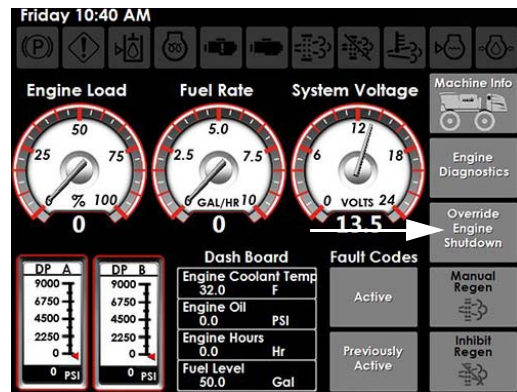 Friday 10:40 AM
(P)
Machine Info
Engine Load
Fuel Rate
System Voltage
50
25
75
0
100
%
0
5.0
2.5
7.5
0
10
GAL/HR
0
12
6
18
0
24
VOLTS
13.5
Engine
Diagnostics
Override
Engine
Shutdown
DP A
9000
6750
4500
2250
0
0 PSI
DP B
9000
6750
4500
2250
0
0 PSI
Dash Board
Engine Coolant Temp
32.0 F
Engine Oil
0.0 PSI
Engine Hours
0.0 Hr
Fuel Level
50.0 Gal
Fault Codes
Active
Previously
Active
Manual
Regen
Inhibit
Regen